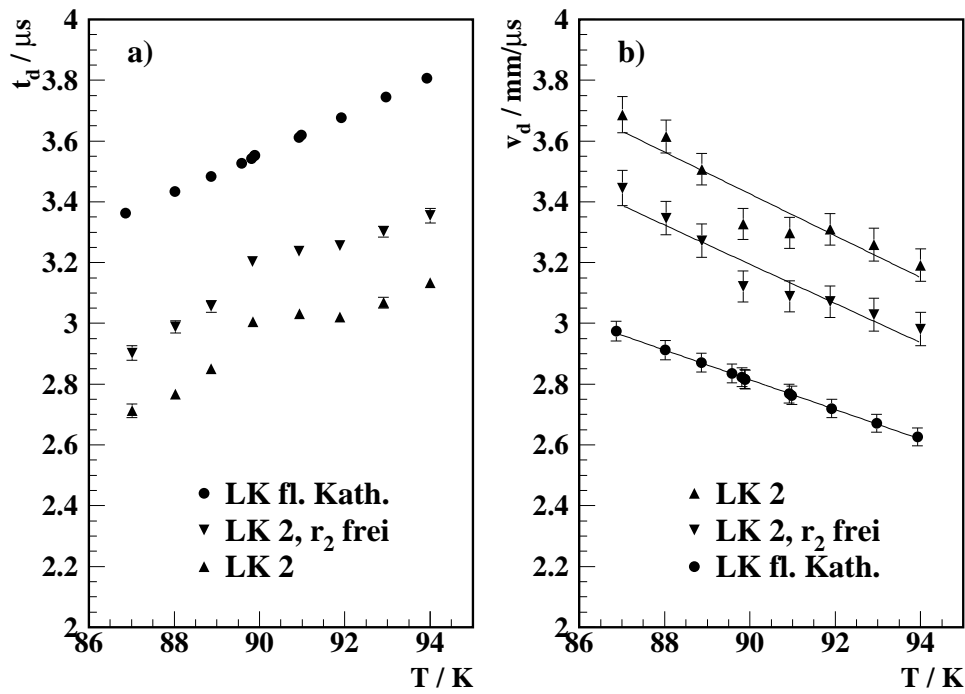 a)
t_d / μs
4
3.8
3.6
3.4
3.2
3
2.8
2.6
2.4
2.2
2
LK fl. Kath.
LK 2, r_2 frei
LK 2
86 88 90 92 94
T / K
b)
v_d / mm/μs
4
3.8
3.6
3.4
3.2
3
2.8
2.6
2.4
2.2
2
LK 2
LK 2, r_2 frei
LK fl. Kath.
86 88 90 92 94
T / K